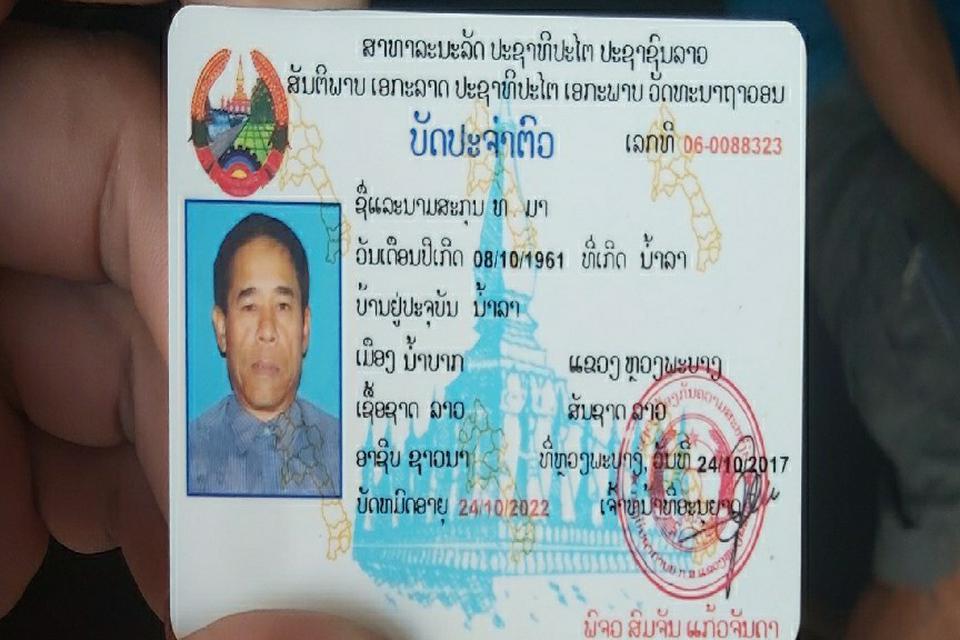 ສາທາລະນະລັດ ປະຊາທິປະໄຕ ປະຊາຊົນລາວ
ສັນຕິພາບ ເອກະລາດ ປະຊາທິປະໄຕ ເອກະພາບ ວັດທະນາຖາວອນ
ບັດປະຈຳຕົວ ເລກທີ 06-0088323
ຊື່ແລະນາມສະກຸນ ທ ມາ
ວັນເດືອນປີເກີດ 08/10/1961 ທີ່ເກີດ ນ້ຳລາ
ບ້ານຢູ່ປະຈຸບັນ ນ້ຳລາ
ເມືອງ ນ້ຳບາກ ແຂວງ ຫຼວງພະບາງ
ເຊື້ອຊາດ ລາວ ສັນຊາດ ລາວ
ອາຊີບ ຊາວນາ ທີ່ຫຼວງພະບາງ, ວັນທີ 24/10/2017
ບັດຫມົດອາຍຸ 24/10/2022 ເຈົ້າຫນ້າທີ່ອະນຸຍາດ
ພົຈອ ສົມຈັນ ແກ້ວຈັນດາ